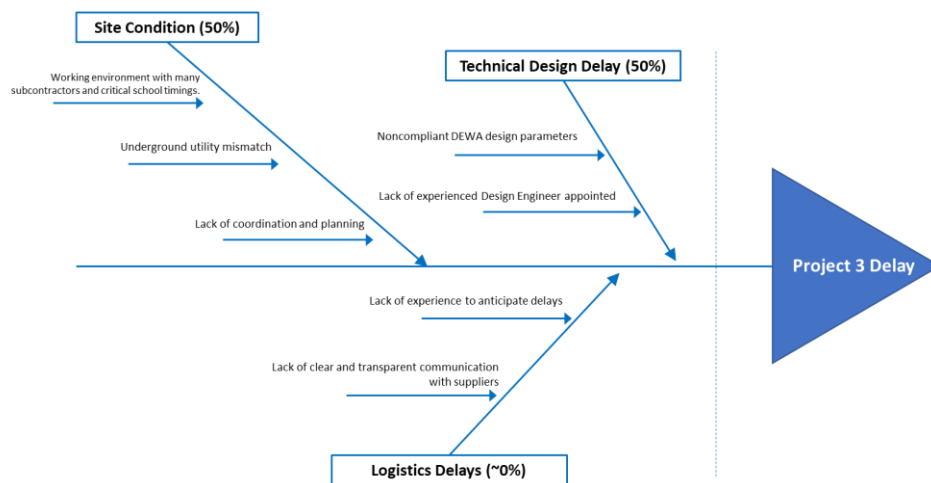 Site Condition (50%)
Working environment with many
subcontractors and critical school timings.
Underground utility mismatch
Lack of coordination and planning
Technical Design Delay (50%)
Noncompliant DEWA design parameters
Lack of experienced Design Engineer appointed
Project 3 Delay
Lack of experience to anticipate delays
Lack of clear and transparent communication
with suppliers
Logistics Delays (~0%)